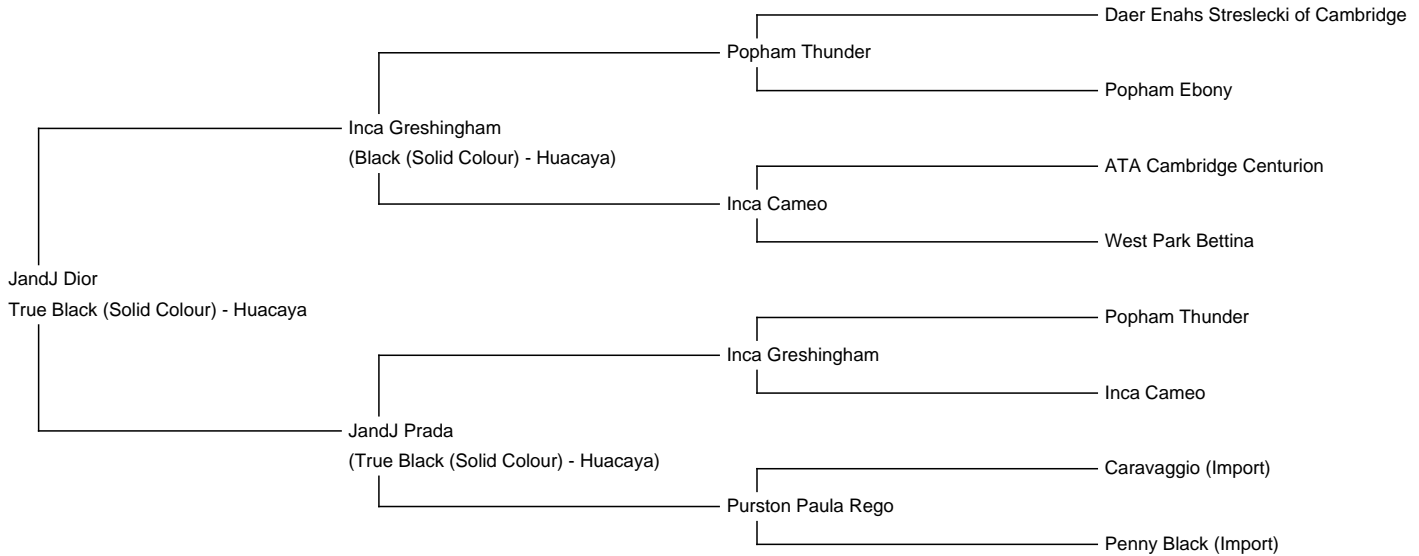 Daer Enahs Streslecki of Cambridge
Popham Thunder
Popham Ebony
Inca Greshingham
(Black (Solid Colour) - Huacaya)
ATA Cambridge Centurion
Inca Cameo
West Park Bettina
JandJ Dior
True Black (Solid Colour) - Huacaya
Popham Thunder
Inca Greshingham
Inca Cameo
JandJ Prada
(True Black (Solid Colour) - Huacaya)
Caravaggio (Import)
Purston Paula Rego
Penny Black (Import)